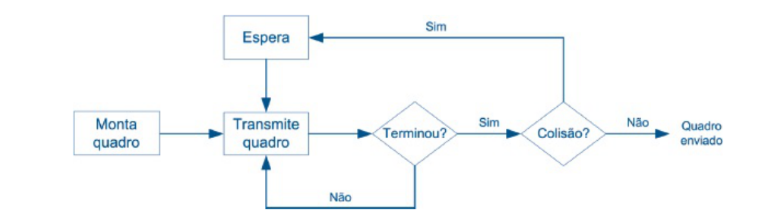 Sim
Espera
Monta
quadro
Transmite
quadro
Terminou?
Sim
Colisão?
Não
Quadro
enviado
Não